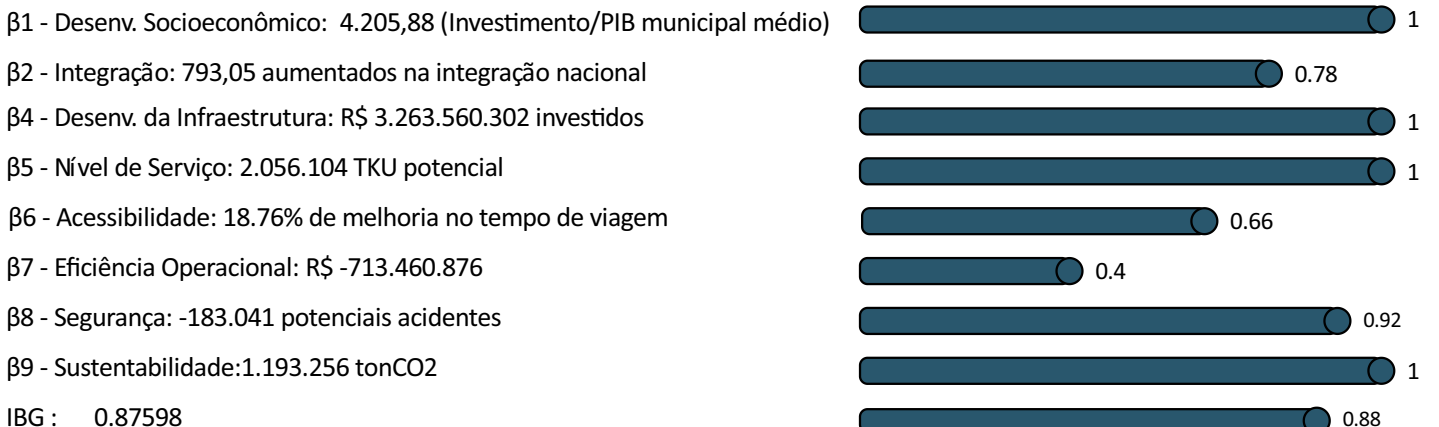 β1 - Desenv. Socioeconômico: 4.205,88 (Investimento/PIB municipal médio) 1
β2 - Integração: 793,05 aumentados na integração nacional 0.78
β4 - Desenv. da Infraestrutura: R$ 3.263.560.302 investidos 1
β5 - Nível de Serviço: 2.056.104 TKU potencial 1
β6 - Acessibilidade: 18.76% de melhoria no tempo de viagem 0.66
β7 - Eficiência Operacional: R$ -713.460.876 0.4
β8 - Segurança: -183.041 potenciais acidentes 0.92
β9 - Sustentabilidade:1.193.256 tonCO2 1
IBG : 0.87598 0.88